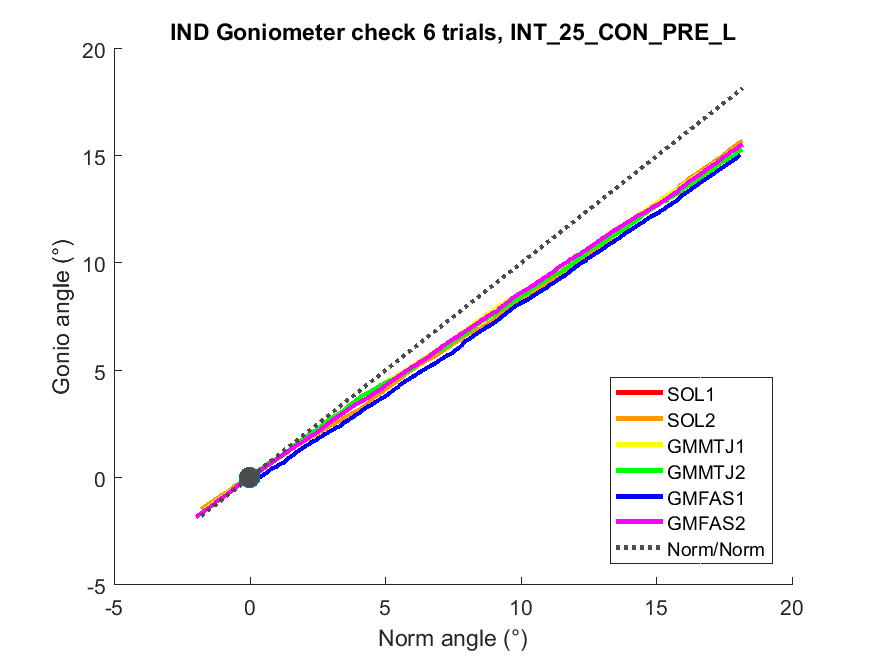 IND Goniometer check 6 trials, INT_25_CON_PRE_L
20
15
10
5
0
-5
Gonio angle (°)
-5
0
5
10
15
20
Norm angle (°)
SOL1
SOL2
GMMTJ1
GMMTJ2
GMFAS1
GMFAS2
Norm/Norm